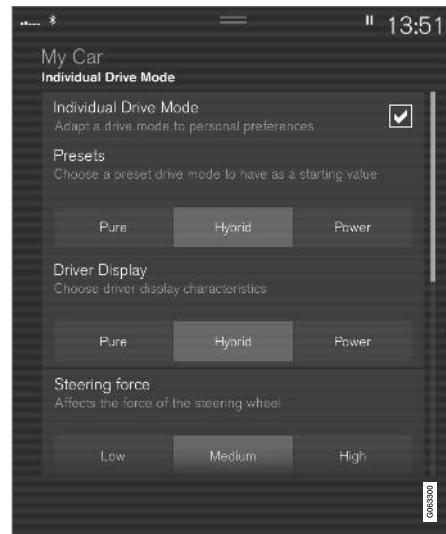 13:51
My Car
Individual Drive Mode
Individual Drive Mode
Adapt a drive mode to personal preferences
Presets
Choose a preset drive mode to have as a starting value
Pure Hybrid Power
Driver Display
Choose driver display characteristics
Pure Hybrid Power
Steering force
Affects the force of the steering wheel
Low Medium High
G063300